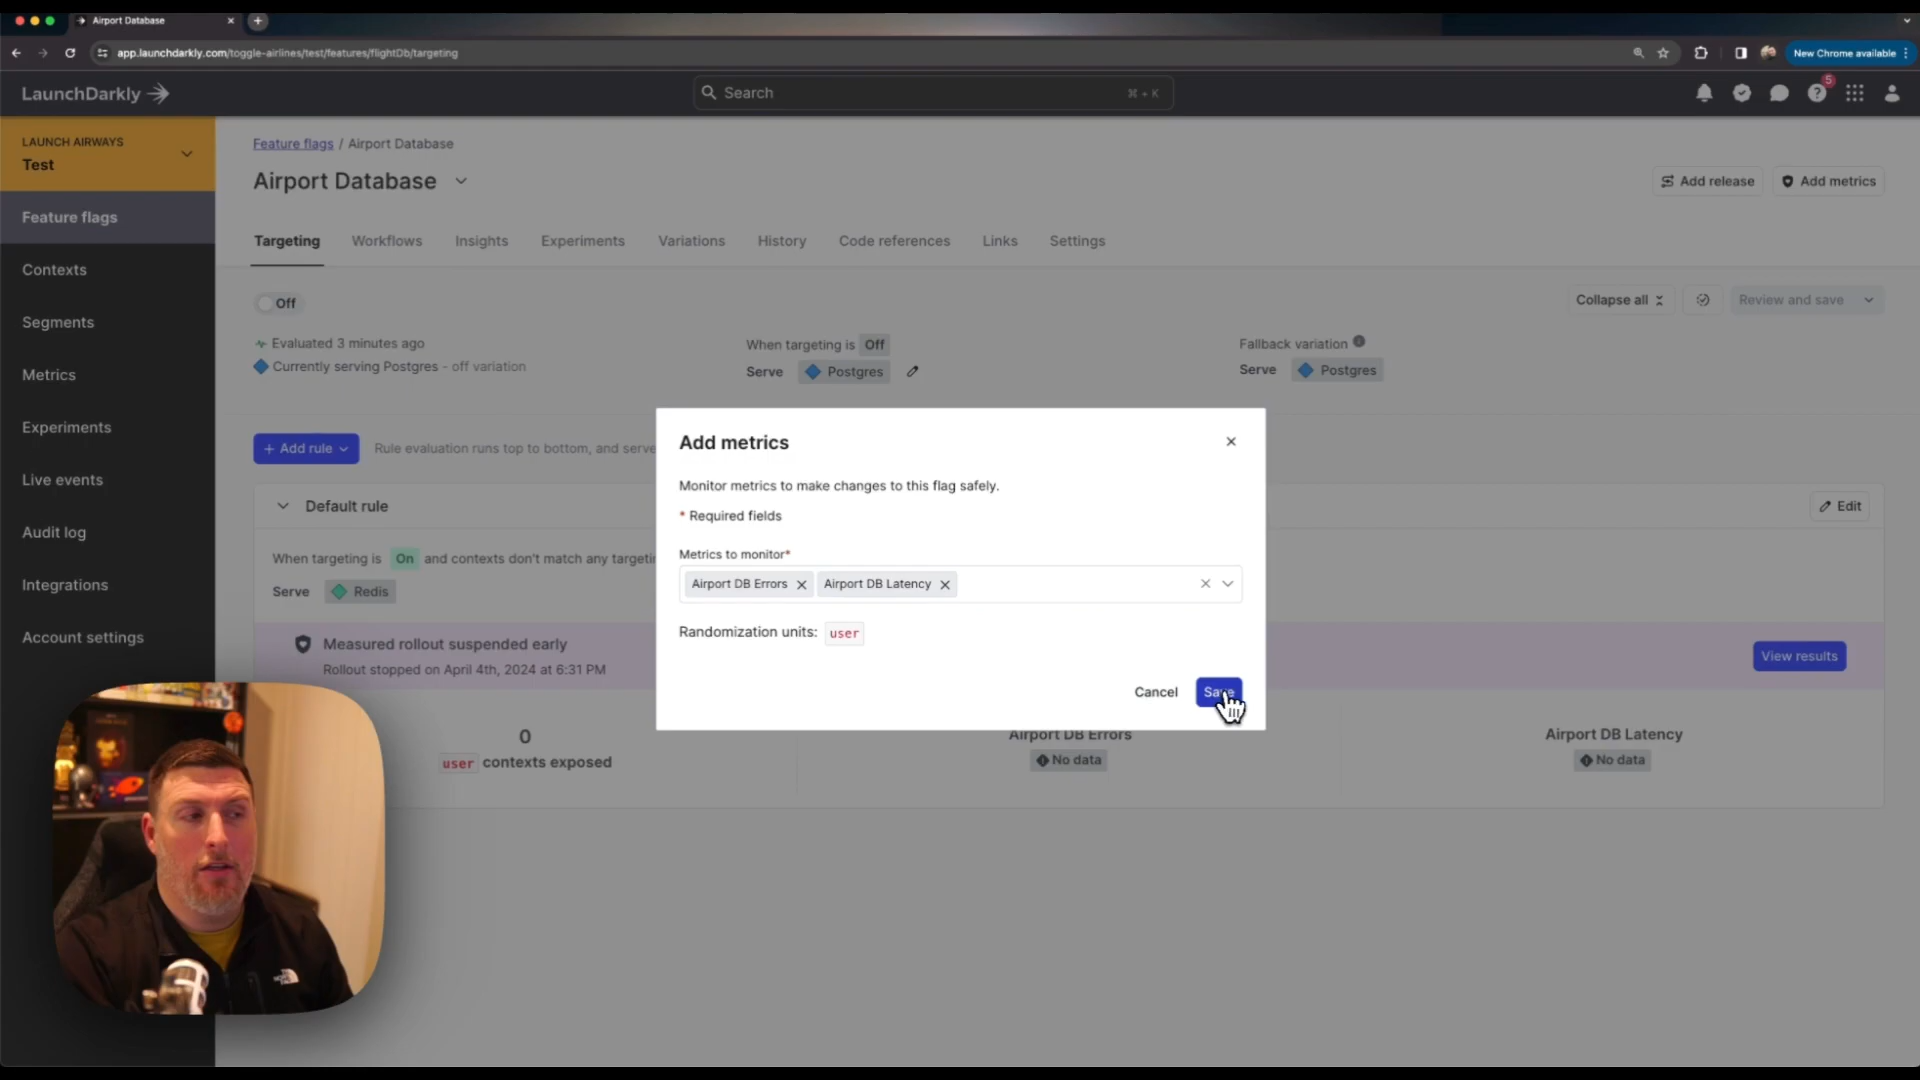 Airport Database
app.launchdarkly.com/toggle-airlines/test/features/flightDb/targeting
New Chrome available
LaunchDarkly
Search
⌘ + K
5
LAUNCH AIRWAYS
Test
Feature flags
Contexts
Segments
Metrics
Experiments
Live events
Audit log
Integrations
Account settings
Feature flags / Airport Database
Airport Database
Add release
Add metrics
Targeting
Workflows
Insights
Experiments
Variations
History
Code references
Links
Settings
Off
Collapse all
Review and save
Evaluated 3 minutes ago
Currently serving Postgres - off variation
When targeting is Off
Serve Postgres
Fallback variation
Serve Postgres
+ Add rule
Rule evaluation runs top to bottom, and serve
Default rule
Edit
When targeting is On and contexts don't match any
Serve Redis
Measured rollout suspended early
Rollout stopped on April 4th, 2024 at 6:31 PM
View results
0
user contexts exposed
Airport DB Errors
No data
Airport DB Latency
No data
Add metrics
Monitor metrics to make changes to this flag safely.
* Required fields
Metrics to monitor*
Airport DB Errors
Airport DB Latency
Randomization units: user
Cancel
Save